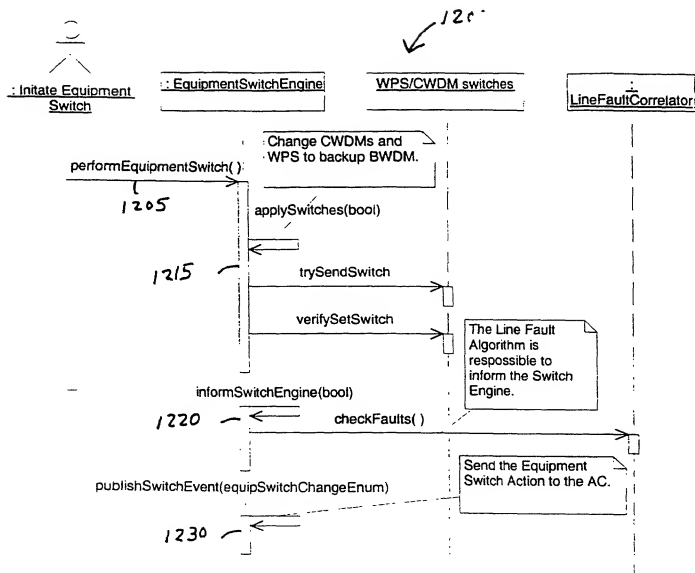 : Initate Equipment
Switch
: EquipmentSwitchEngine
WPS/CWDM switches
:
LineFaultCorrelator
Change CWDMs and
WPS to backup BWDM.
performEquipmentSwitch( )
1205
applySwitches(bool)
1215
trySendSwitch
verifySetSwitch
The Line Fault
Algorithm is
respossible to
inform the Switch
Engine.
informSwitchEngine(bool)
1220
checkFaults( )
Send the Equipment
Switch Action to the AC.
publishSwitchEvent(equipSwitchChangeEnum)
1230